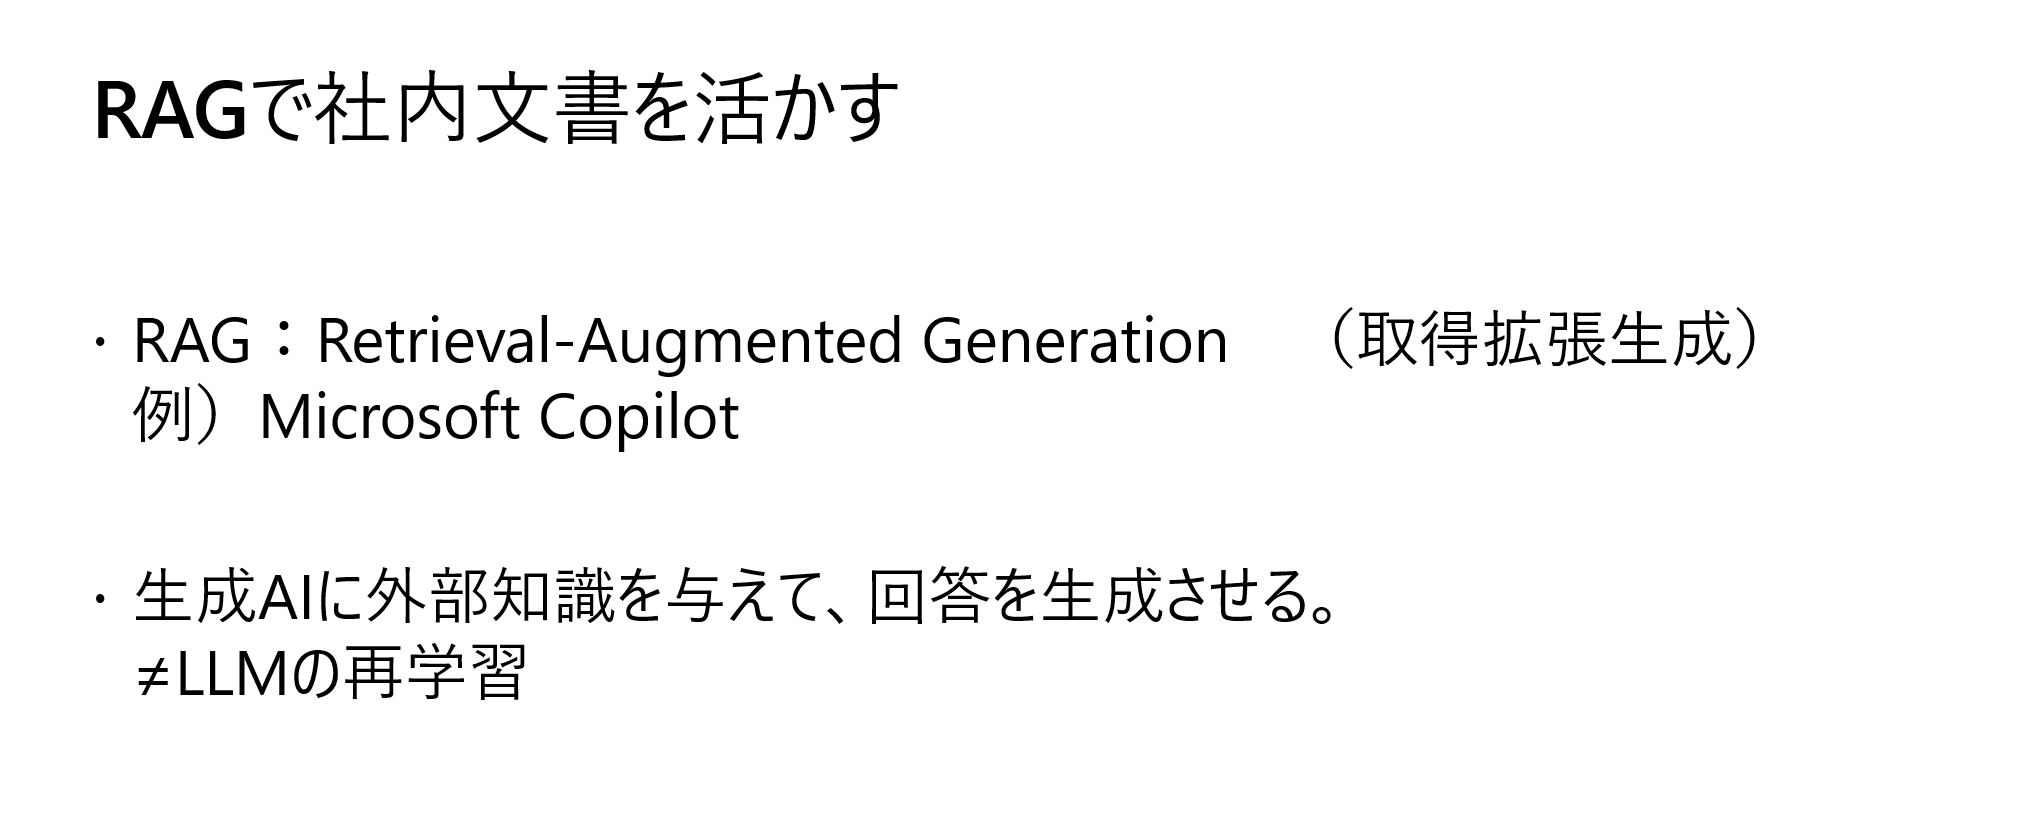 RAGで社内文書を活かす
・RAG：Retrieval-Augmented Generation　（取得拡張生成）
例）Microsoft Copilot
・生成AIに外部知識を与えて、回答を生成させる。
≠LLMの再学習